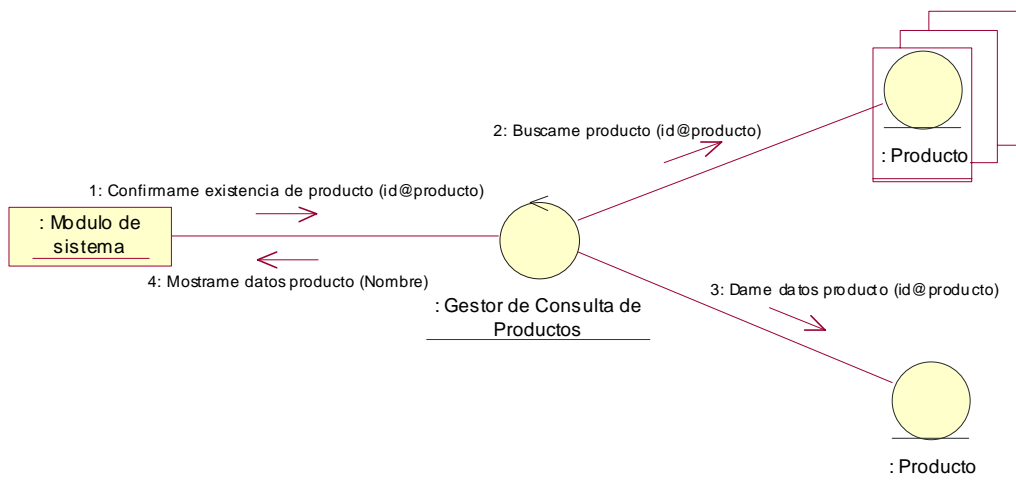 2: Buscame producto (id@producto)
: Producto
1: Confirmame existencia de producto (id@producto)
: Modulo de
sistema
4: Mostrame datos producto (Nombre)
: Gestor de Consulta de
Productos
3: Dame datos producto (id@producto)
: Producto